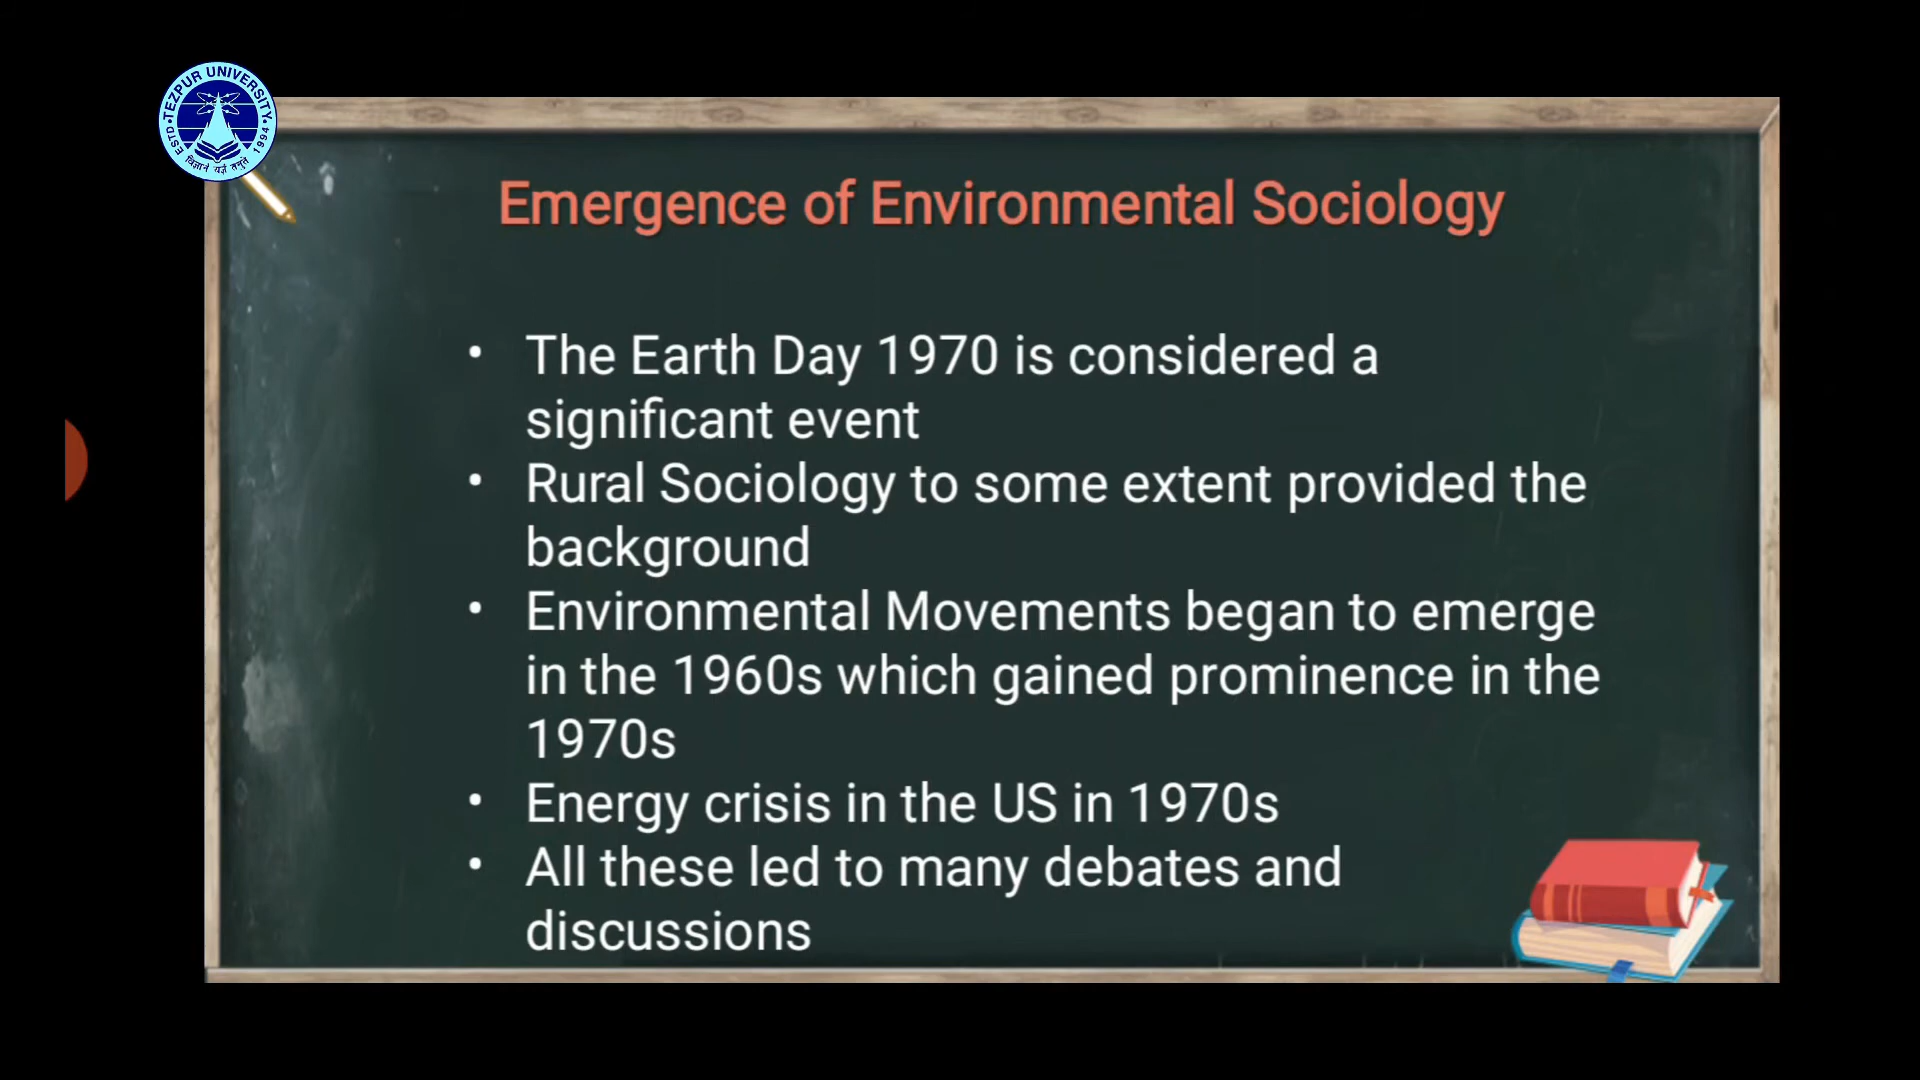 TEZPUR UNIVERSITY
ESTD 1994
विज्ञानं यज्ञं तनुते
Emergence of Environmental Sociology
• The Earth Day 1970 is considered a
significant event
• Rural Sociology to some extent provided the
background
• Environmental Movements began to emerge
in the 1960s which gained prominence in the
1970s
• Energy crisis in the US in 1970s
• All these led to many debates and
discussions